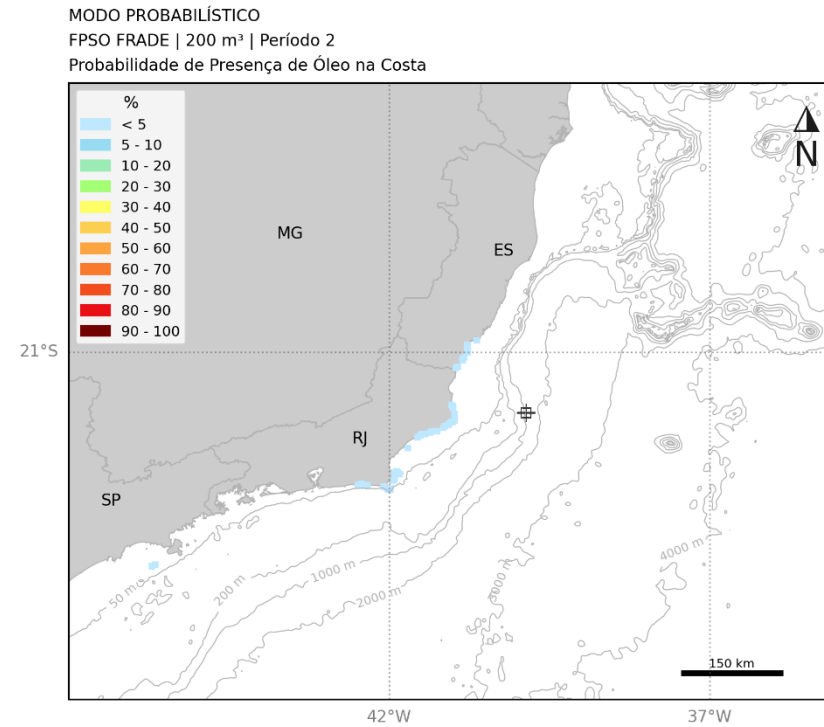 MODO PROBABILÍSTICO
FPSO FRADE | 200 m³ | Período 2
Probabilidade de Presença de Óleo na Costa
%
< 5
5 - 10
10 - 20
20 - 30
30 - 40
40 - 50
50 - 60
60 - 70
70 - 80
80 - 90
90 - 100
N
MG
ES
21°S
RJ
SP
50 m
200 m
1000 m
2000 m
3000 m
4000 m
150 km
42°W
37°W